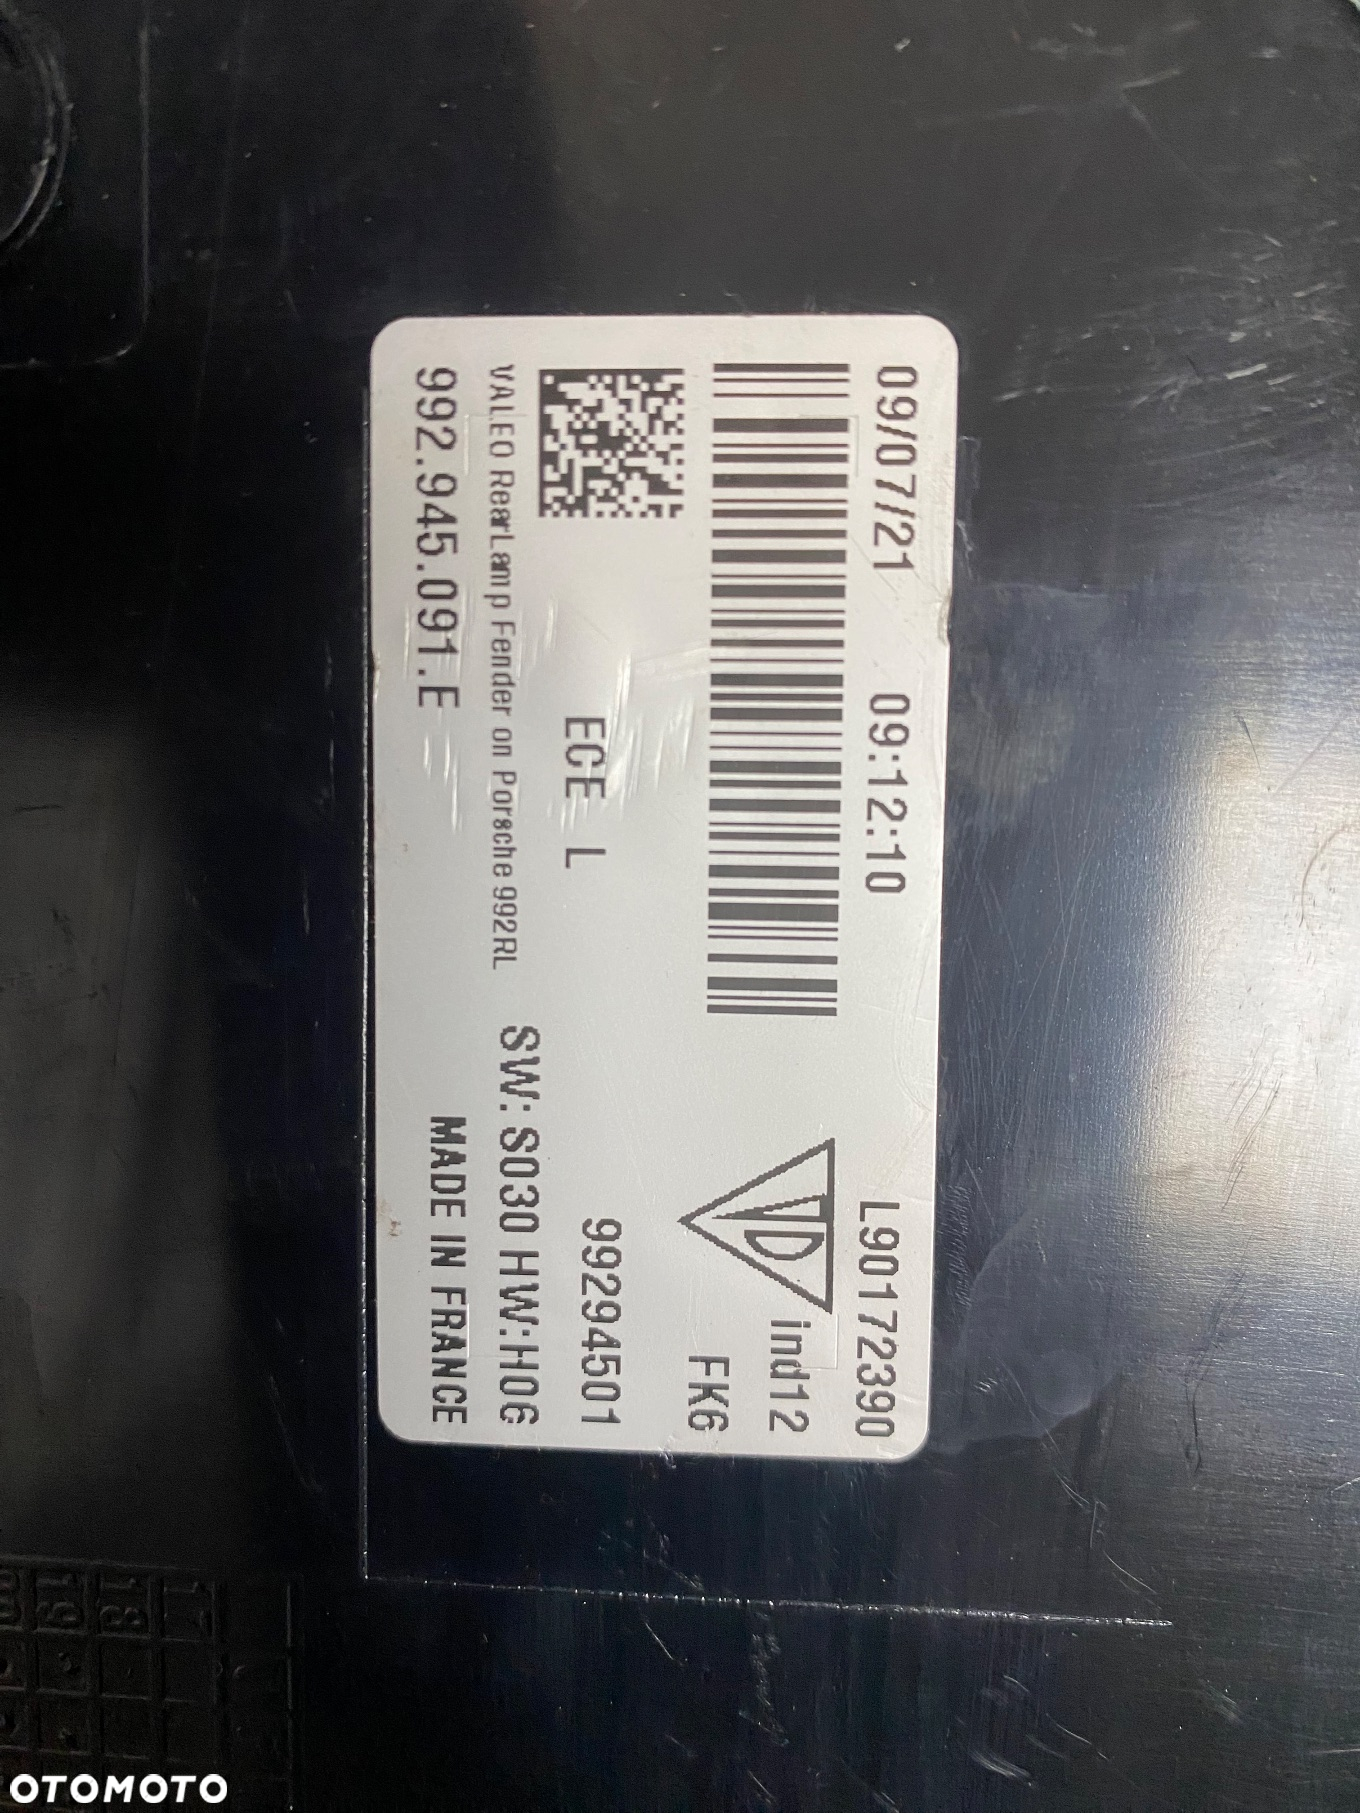 09/07/21 09:12:10 L90172390
ind12
FK6
ECE L 99294501
VALEO RearLamp Fender on Porsche 992RL SW: S030 HW:H06
992.945.091.E MADE IN FRANCE
OTOMOTO